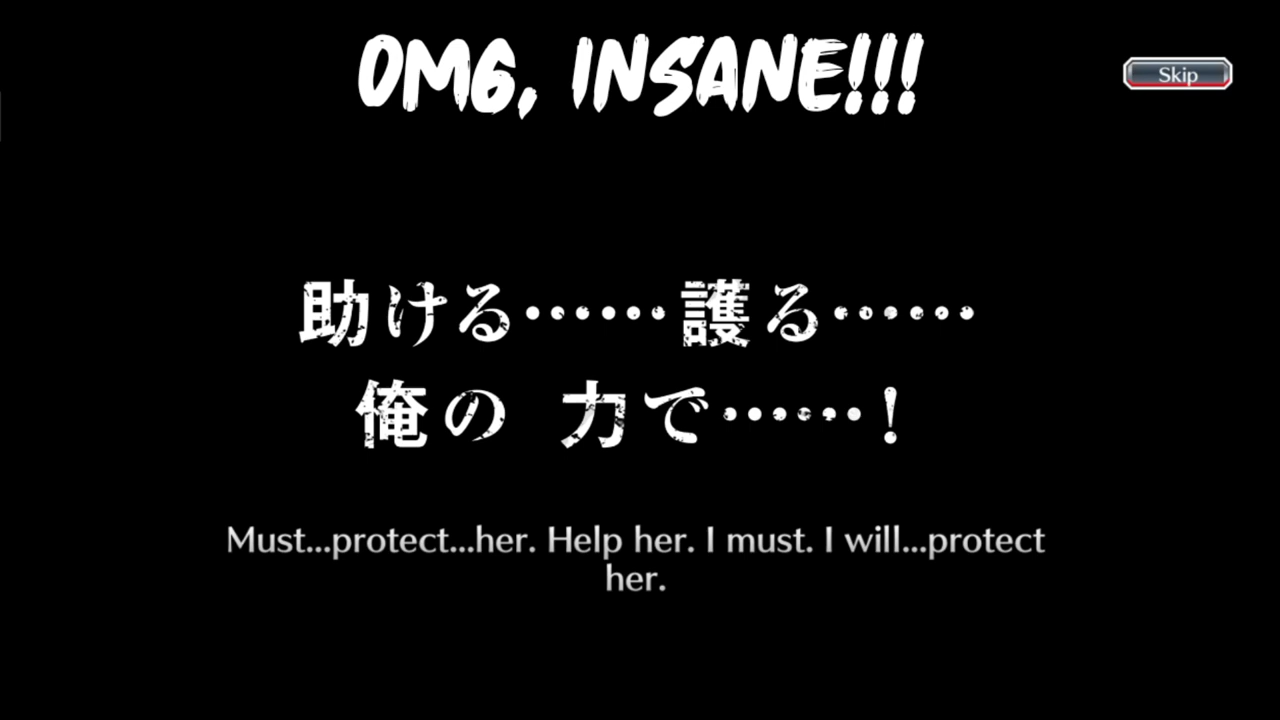 OMG, INSANE!!!
Skip
助ける……護る……
俺の 力で……！
Must...protect...her. Help her. I must. I will...protect
her.